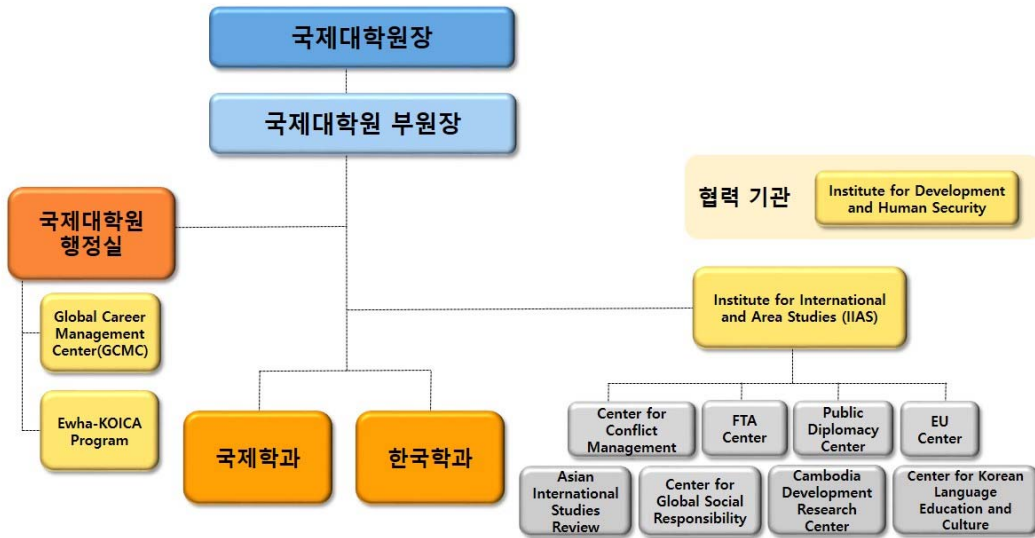 국제대학원장
국제대학원 부원장
협력 기관
Institute for Development
and Human Security
국제대학원
행정실
Global Career
Management
Center(GCMC)
Ewha-KOICA
Program
Institute for International
and Area Studies (IIAS)
국제학과
한국학과
Center for
Conflict
Management
FTA
Center
Public
Diplomacy
Center
EU
Center
Asian
International
Studies
Review
Center for
Global Social
Responsibility
Cambodia
Development
Research
Center
Center for Korean
Language
Education and
Culture